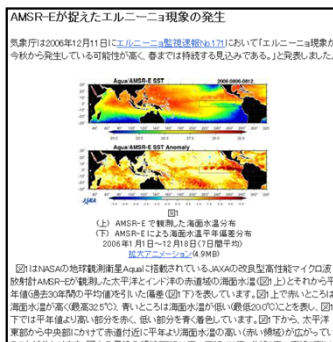 AMSR-Eが捉えたエルニーニョ現象の発生
気象庁は2006年12月11日にエルニーニョ監視速報No.171において「エルニーニョ現象が
今秋から発生している可能性が高く、春までは持続する見込みである。」と発表しました。
Aqua/AMSR-E SST
Aqua/AMSR-E SST Anomaly
JAXA
図1
(上) AMSR-Eで観測した海面水温分布
(下) AMSR-Eによる海面水温平年偏差分布
2006年1月1日～12月18日(7日間平均)
拡大アニメーション(4.9MB)
図1はNASAの地球観測衛星Aquaに搭載されているJAXAの改良型高性能マイクロ波
放射計AMSR-Eが観測した太平洋とインド洋の赤道域の海面水温(図1上)とそれから平
年値(過去30年間の平均値を引いた偏差(図1下)を表しています。図1上で赤いところは
海面水温が高く(最高32.5℃)、青いところは海面水温が低い(最低20.0℃)ことを表し、図1
下では平年値より高い部分を赤く、低い部分を青く着色しています。図1下から、太平洋
東部から中央部にかけて赤道付近に平年より海面水温の高い(赤い領域)が広がってい